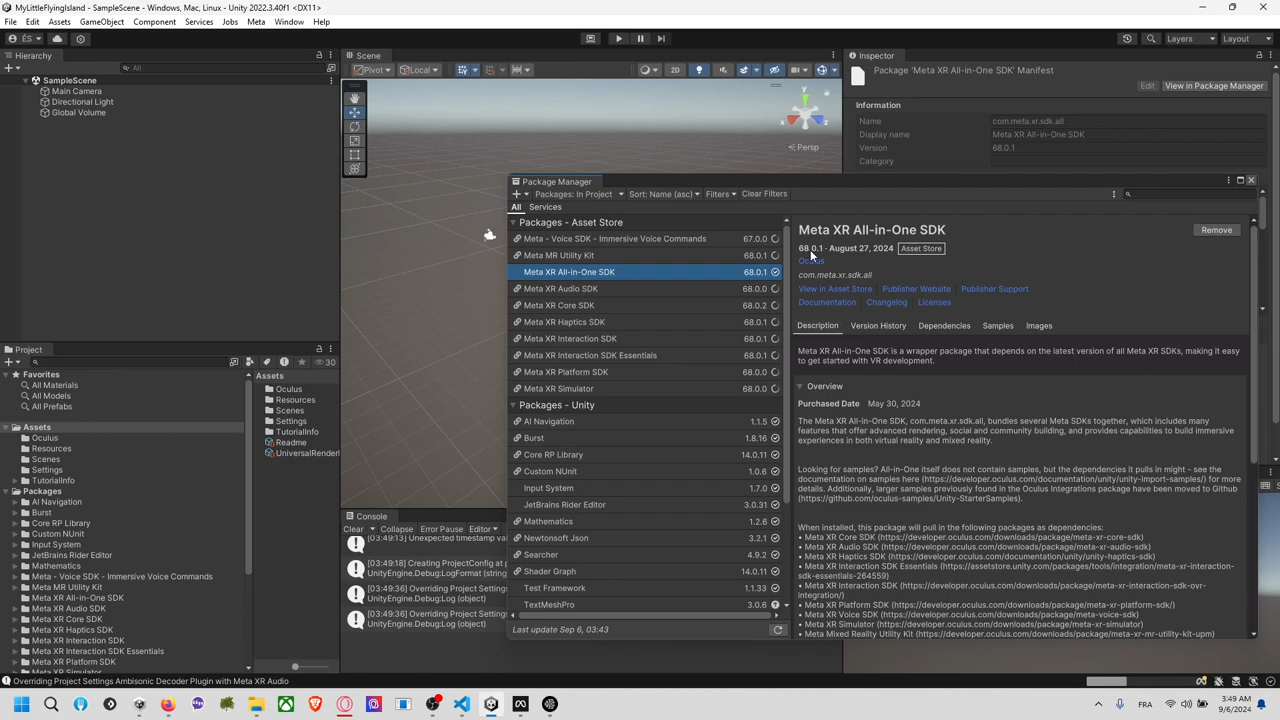 MyLittleFlyingIsland - SampleScene - Windows, Mac, Linux - Unity 2022.3.40f1 <DX11>
File Edit Assets GameObject Component Services Jobs Meta Window Help
ÉS
Layers Layout
Hierarchy
All
SampleScene
Main Camera
Directional Light
Global Volume
Scene
Pivot Local 2D
y
x z
Persp
Inspector
Package 'Meta XR All-in-One SDK' Manifest
Edit View in Package Manager
Information
Name com.meta.xr.sdk.all
Display name Meta XR All-in-One SDK
Version 68.0.1
Category
Package Manager
Packages: In Project Sort: Name (asc) Filters Clear Filters
All Services
Packages - Asset Store
Meta - Voice SDK - Immersive Voice Commands 67.0.0
Meta MR Utility Kit 68.0.1
Meta XR All-in-One SDK 68.0.1
Meta XR Audio SDK 68.0.0
Meta XR Core SDK 68.0.2
Meta XR Haptics SDK 68.0.1
Meta XR Interaction SDK 68.0.1
Meta XR Interaction SDK Essentials 68.0.1
Meta XR Platform SDK 68.0.0
Meta XR Simulator 68.0.0
Packages - Unity
AI Navigation 1.1.5
Burst 1.8.16
Core RP Library 14.0.11
Custom NUnit 1.0.6
Input System 1.7.0
JetBrains Rider Editor 3.0.31
Mathematics 1.2.6
Newtonsoft Json 3.2.1
Searcher 4.9.2
Shader Graph 14.0.11
Test Framework 1.1.33
TextMeshPro 3.0.6
Last update Sep 6, 03:43
Meta XR All-in-One SDK
Remove
68.0.1 · August 27, 2024 Asset Store
Oculus
com.meta.xr.sdk.all
View in Asset Store Publisher Website Publisher Support
Documentation Changelog Licenses
Description Version History Dependencies Samples Images
Meta XR All-in-One SDK is a wrapper package that depends on the latest version of all Meta XR SDKs, making it easy
to get started with VR development.
Overview
Purchased Date May 30, 2024
The Meta XR All-in-One SDK, com.meta.xr.sdk.all, bundles several Meta SDKs together, which includes many
features that offer advanced rendering, social and community building, and provides capabilities to build immersive
experiences in both virtual reality and mixed reality.
Looking for samples? All-in-One itself does not contain samples, but the dependencies it pulls in might - see the
documentation on samples here (https://developer.oculus.com/documentation/unity/unity-import-samples/) for more
details. Additionally, larger samples previously found in the Oculus Integrations package have been moved to Github
(https://github.com/oculus-samples/Unity-StarterSamples).
When installed, this package will pull in the following packages as dependencies:
• Meta XR Core SDK (https://developer.oculus.com/downloads/package/meta-xr-core-sdk)
• Meta XR Audio SDK (https://developer.oculus.com/downloads/package/meta-xr-audio-sdk)
• Meta XR Haptics SDK (https://developer.oculus.com/documentation/unity/unity-haptics-sdk)
• Meta XR Interaction SDK Essentials (https://assetstore.unity.com/packages/tools/integration/meta-xr-interaction-
sdk-essentials-264559)
• Meta XR Interaction SDK (https://developer.oculus.com/downloads/package/meta-xr-interaction-sdk-ovr-
integration/)
• Meta XR Platform SDK (https://developer.oculus.com/downloads/package/meta-xr-platform-sdk/)
• Meta XR Voice SDK (https://developer.oculus.com/downloads/package/meta-voice-sdk)
• Meta XR Simulator (https://developer.oculus.com/downloads/package/meta-xr-simulator)
• Meta Mixed Reality Utility Kit (https://developer.oculus.com/downloads/package/meta-xr-mr-utility-kit-upm)
Project
30
Favorites
All Materials
All Models
All Prefabs
Assets
Oculus
Resources
Scenes
Settings
TutorialInfo
Packages
AI Navigation
Burst
Core RP Library
Custom NUnit
Input System
JetBrains Rider Editor
Mathematics
Meta - Voice SDK - Immersive Voice Commands
Meta MR Utility Kit
Meta XR All-in-One SDK
Meta XR Audio SDK
Meta XR Core SDK
Meta XR Haptics SDK
Meta XR Interaction SDK
Meta XR Interaction SDK Essentials
Meta XR Platform SDK
Meta XR Simulator
Assets
Oculus
Resources
Scenes
Settings
TutorialInfo
Readme
UniversalRenderI
Console
Clear Collapse Error Pause Editor
[03:49:13] Unexpected timestamp val
[03:49:18] Creating ProjectConfig at p
UnityEngine.Debug:LogFormat (string
[03:49:36] Overriding Project Settings
UnityEngine.Debug:Log (object)
[03:49:36] Overriding Project Settings
UnityEngine.Debug:Log (object)
Overriding Project Settings Ambisonic Decoder Plugin with Meta XR Audio
FRA
3:49 AM
9/6/2024